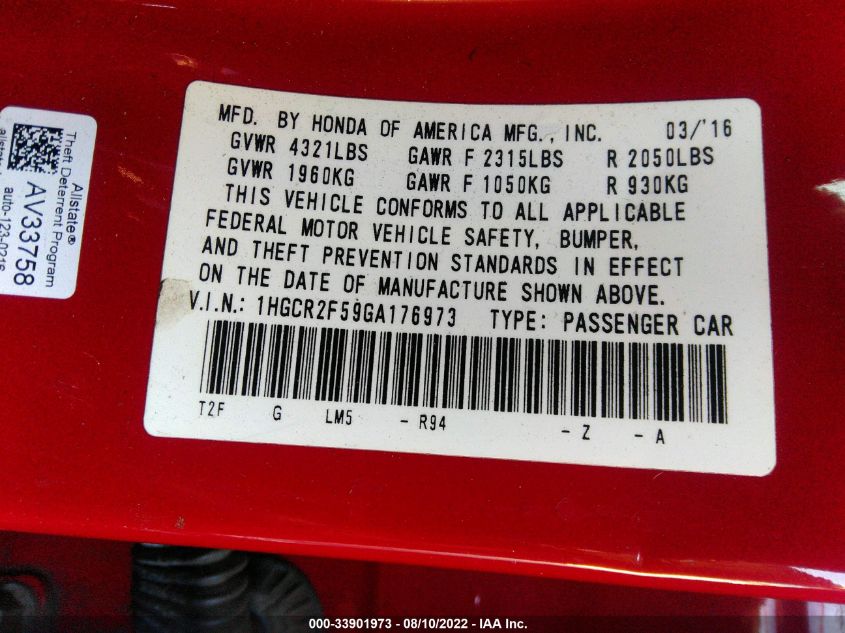 MFD. BY HONDA OF AMERICA MFG., INC. 03/'16
GVWR 4321LBS GAWR F 2315LBS R 2050LBS
GVWR 1960KG GAWR F 1050KG R 930KG
THIS VEHICLE CONFORMS TO ALL APPLICABLE
FEDERAL MOTOR VEHICLE SAFETY, BUMPER,
AND THEFT PREVENTION STANDARDS IN EFFECT
ON THE DATE OF MANUFACTURE SHOWN ABOVE.
V.I.N.: 1HGCR2F59GA176973 TYPE: PASSENGER CAR
T2F G LM5 - R94 - Z - A
Allstate®
Theft Deterrent Program
AV33758
auto-123-0216
000-33901973 - 08/10/2022 - IAA Inc.